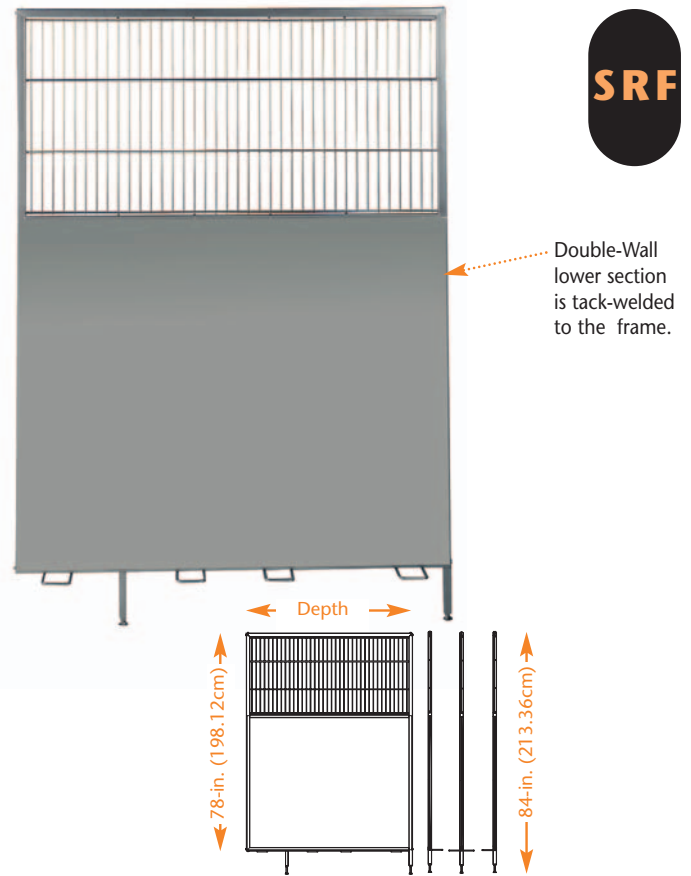 SRF
Double-Wall
lower section
is tack-welded
to the frame.
Depth
78-in. (198.12cm)
84-in. (213.36cm)